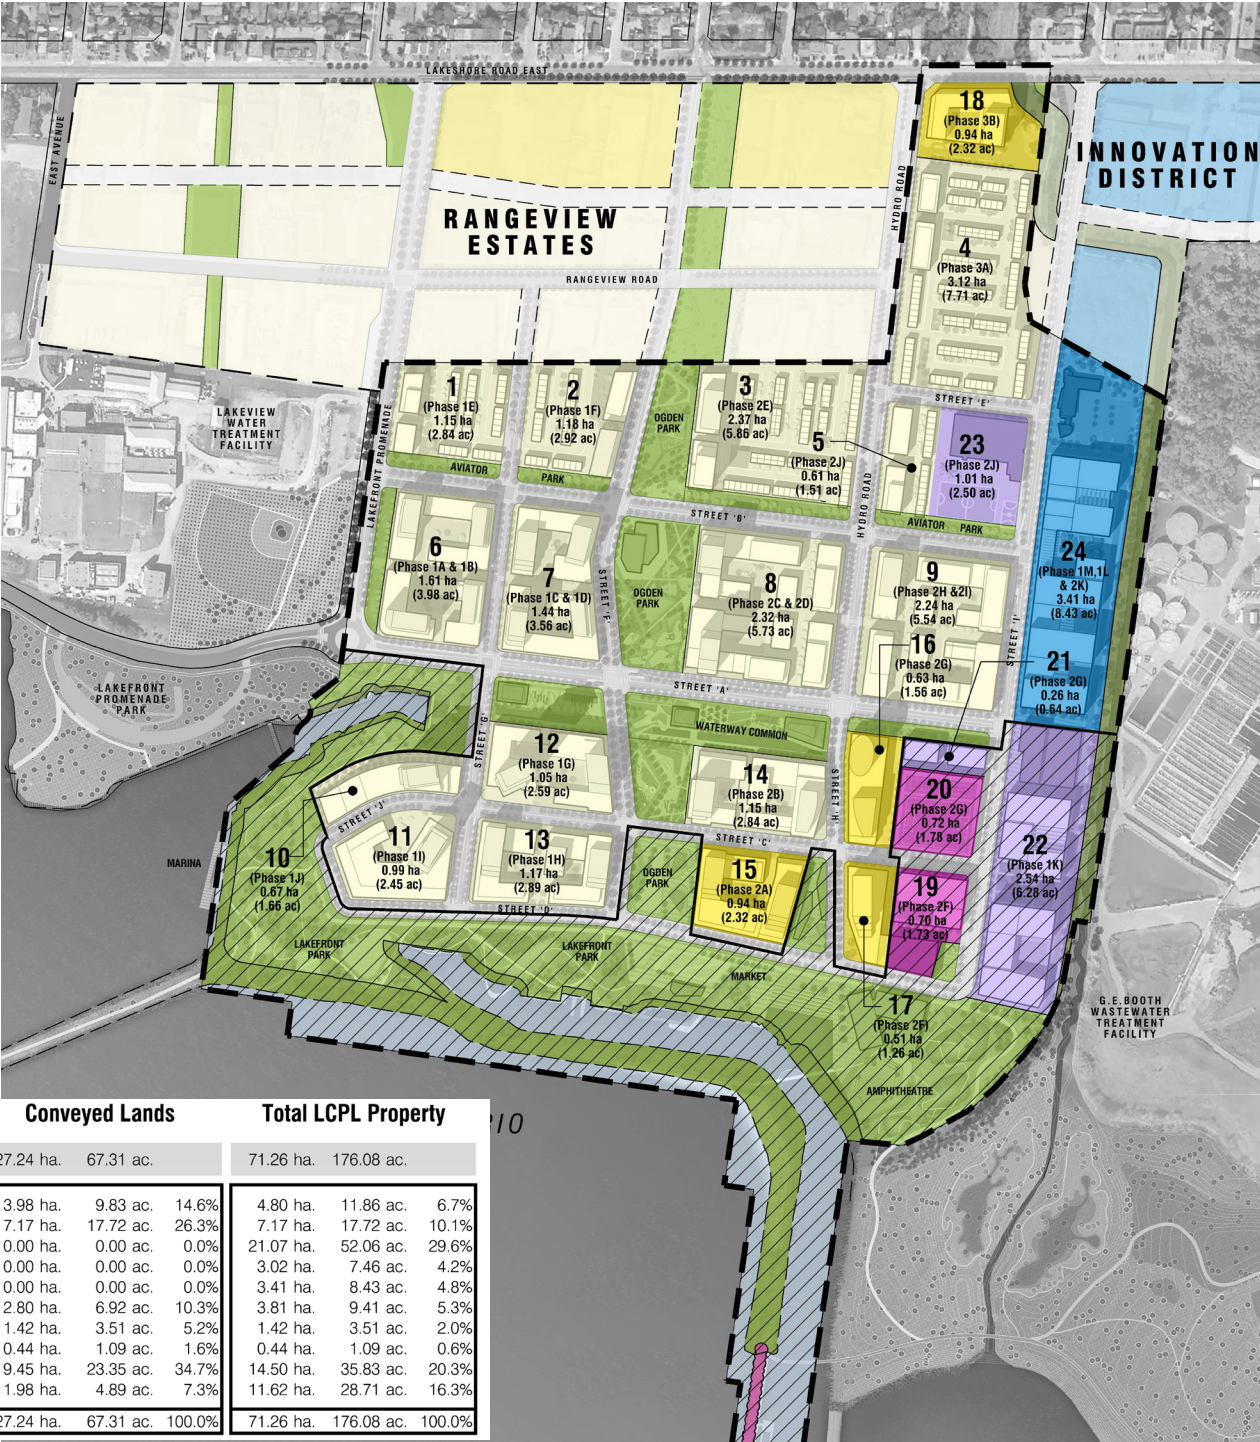 LAKESHORE ROAD EAST
EAST AVENUE
18
(Phase 3B)
0.94 ha
(2.32 ac)
INNOVATION
DISTRICT
HYDRO ROAD
RANGEVIEW
ESTATES
4
(Phase 3A)
3.12 ha
(7.71 ac)
RANGEVIEW ROAD
STREET 'E'
LAKEVIEW
WATER
TREATMENT
FACILITY
LAKEFRONT PROMENADE
1
(Phase 1E)
1.15 ha
(2.84 ac)
2
(Phase 1F)
1.18 ha
(2.92 ac)
OGDEN
PARK
3
(Phase 2E)
2.37 ha
(5.86 ac)
5
(Phase 2J)
0.61 ha
(1.51 ac)
23
(Phase 2J)
1.01 ha
(2.50 ac)
AVIATOR
PARK
STREET 'B'
HYDRO ROAD
AVIATOR PARK
6
(Phase 1A & 1B)
1.61 ha
(3.98 ac)
7
(Phase 1C & 1D)
1.44 ha
(3.56 ac)
STREET 'F'
OGDEN
PARK
8
(Phase 2C & 2D)
2.32 ha
(5.73 ac)
9
(Phase 2H &2I)
2.24 ha
(5.54 ac)
24
(Phase 1M,1L
& 2K)
3.41 ha
(8.43 ac)
STREET 'I'
16
(Phase 2G)
0.63 ha
(1.56 ac)
21
(Phase 2G)
0.26 ha
(0.64 ac)
LAKEFRONT
PROMENADE
PARK
STREET 'A'
STREET 'G'
WATERWAY COMMON
12
(Phase 1G)
1.05 ha
(2.59 ac)
14
(Phase 2B)
1.15 ha
(2.84 ac)
STREET 'H'
20
(Phase 2G)
0.72 ha
(1.78 ac)
STREET 'J'
STREET 'C'
MARINA
10
(Phase 1J)
0.67 ha
(1.66 ac)
11
(Phase 1I)
0.99 ha
(2.45 ac)
13
(Phase 1H)
1.17 ha
(2.89 ac)
OGDEN
PARK
15
(Phase 2A)
0.94 ha
(2.32 ac)
19
(Phase 2F)
0.70 ha
(1.73 ac)
22
(Phase 1K)
2.54 ha
(6.28 ac)
STREET 'D'
LAKEFRONT
PARK
LAKEFRONT
PARK
MARKET
17
(Phase 2F)
0.51 ha
(1.26 ac)
G.E.BOOTH
WASTEWATER
TREATMENT
FACILITY
AMPHITHEATRE
Conveyed Lands Total LCPL Property
27.24 ha. 67.31 ac. 71.26 ha. 176.08 ac.
3.98 ha. 9.83 ac. 14.6% 4.80 ha. 11.86 ac. 6.7%
7.17 ha. 17.72 ac. 26.3% 7.17 ha. 17.72 ac. 10.1%
0.00 ha. 0.00 ac. 0.0% 21.07 ha. 52.06 ac. 29.6%
0.00 ha. 0.00 ac. 0.0% 3.02 ha. 7.46 ac. 4.2%
0.00 ha. 0.00 ac. 0.0% 3.41 ha. 8.43 ac. 4.8%
2.80 ha. 6.92 ac. 10.3% 3.81 ha. 9.41 ac. 5.3%
1.42 ha. 3.51 ac. 5.2% 1.42 ha. 3.51 ac. 2.0%
0.44 ha. 1.09 ac. 1.6% 0.44 ha. 1.09 ac. 0.6%
9.45 ha. 23.35 ac. 34.7% 14.50 ha. 35.83 ac. 20.3%
1.98 ha. 4.89 ac. 7.3% 11.62 ha. 28.71 ac. 16.3%
27.24 ha. 67.31 ac. 100.0% 71.26 ha. 176.08 ac. 100.0%